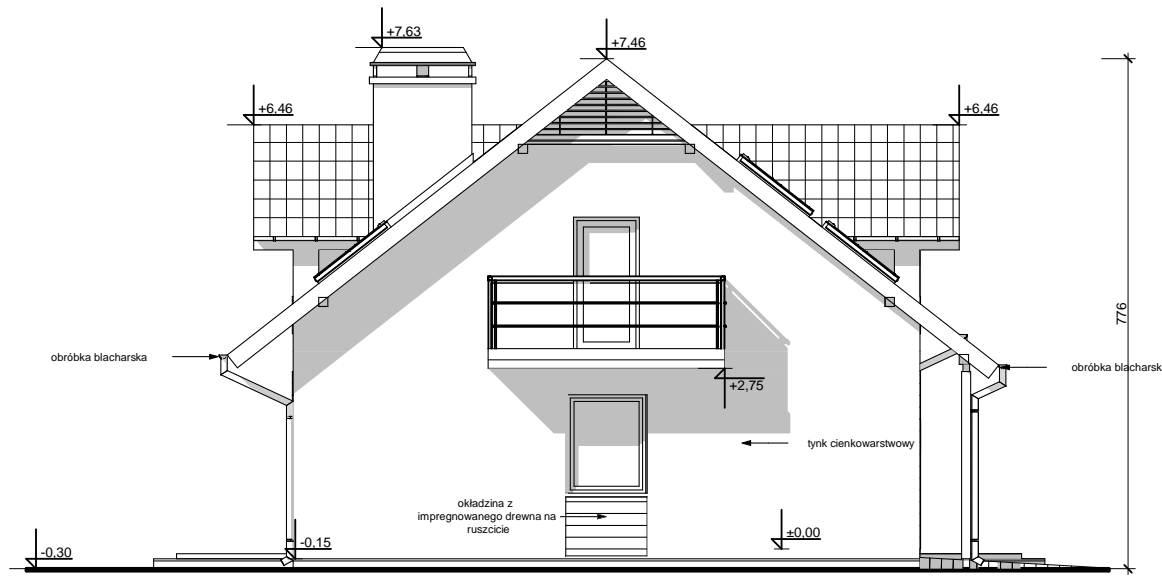 +7,63
+7,46
+6,46
+6,46
776
obróbka blacharska
obróbka blacharsk
+2,75
tynk cienkowarstwowy
okładzina z
impregnowanego drewna na
ruszcicie
±0,00
-0,15
-0,30